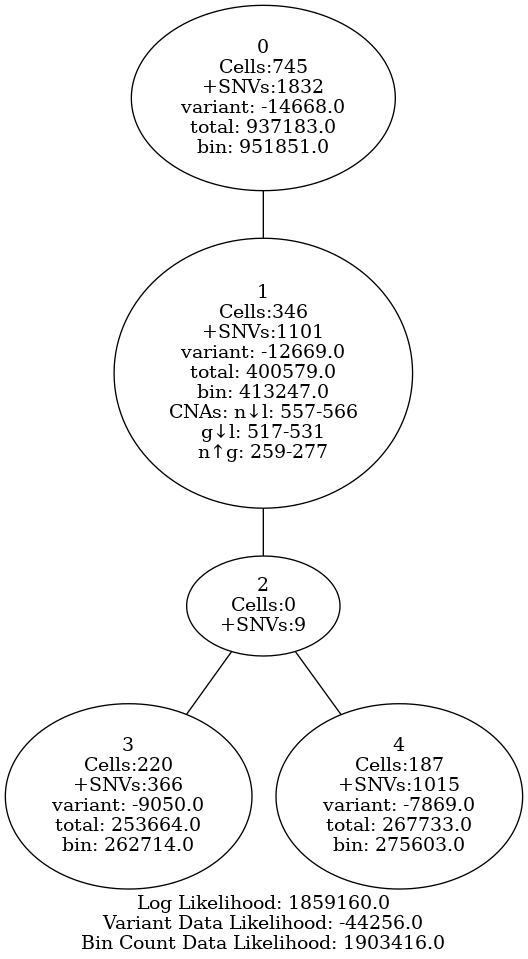 0
Cells:745
+SNVs:1832
variant: -14668.0
total: 937183.0
bin: 951851.0
1
Cells:346
+SNVs:1101
variant: -12669.0
total: 400579.0
bin: 413247.0
CNAs: n↓l: 557-566
g↓l: 517-531
n↑g: 259-277
2
Cells:0
+SNVs:9
3
Cells:220
+SNVs:366
variant: -9050.0
total: 253664.0
bin: 262714.0
4
Cells:187
+SNVs:1015
variant: -7869.0
total: 267733.0
bin: 275603.0
Log Likelihood: 1859160.0
Variant Data Likelihood: -44256.0
Bin Count Data Likelihood: 1903416.0